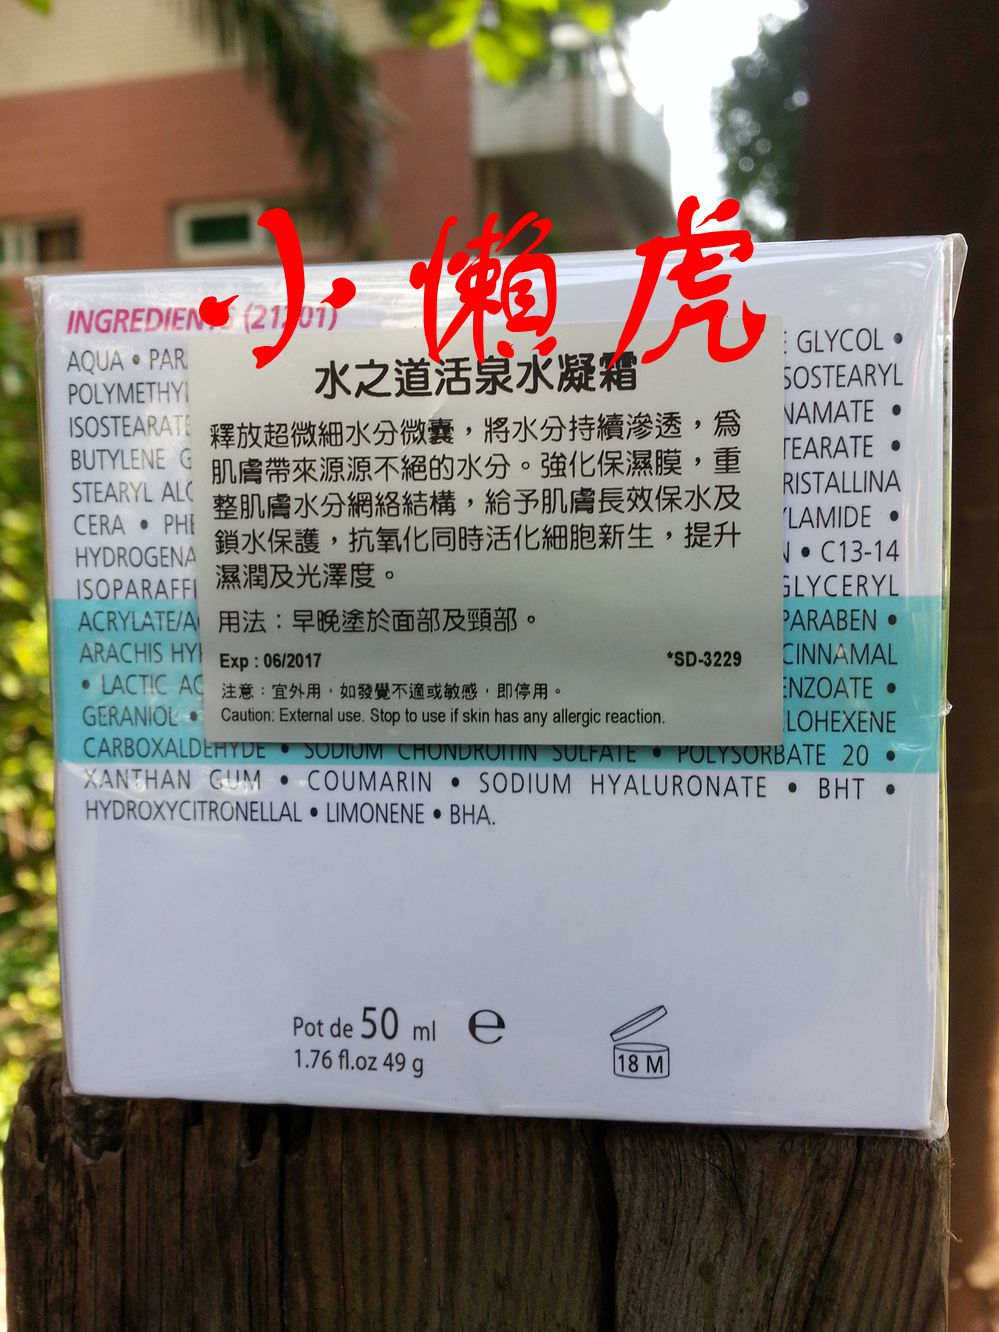 小懶虎
INGREDIEN
AQUA • PAR
GLYCOL •
POLYMETHY
SOSTEARYL
ISOSTEARATE
NAMATE •
BUTYLENE G
TEARATE •
STEARYL ALC
RISTALLINA
CERA • PHE
YLAMIDE •
HYDROGENA
• C13-14
ISOPARAFFI
GLYCERYL
ACRYLATE/A
PARABEN •
ARACHIS HY
CINNAMAL
• LACTIC AC
ENZOATE •
GERANIOL •
LOHEXENE
水之道活泉水凝霜
釋放超微細水分微囊，將水分持續滲透，爲
肌膚帶來源源不絕的水分。強化保濕膜，重
整肌膚水分網絡結構，給予肌膚長效保水及
鎖水保護，抗氧化同時活化細胞新生，提升
濕潤及光澤度。
用法：早晚塗於面部及頸部。
Exp : 06/2017 *SD-3229
注意：宜外用，如發覺不適或敏感，即停用。
Caution: External use. Stop to use if skin has any allergic reaction.
CARBOXALDEHYDE • SODIUM CHONDROITIN SULFATE • POLYSORBATE 20 •
XANTHAN GUM • COUMARIN • SODIUM HYALURONATE • BHT •
HYDROXYCITRONELLAL • LIMONENE • BHA.
Pot de 50 ml e
1.76 fl.oz 49 g
18 M